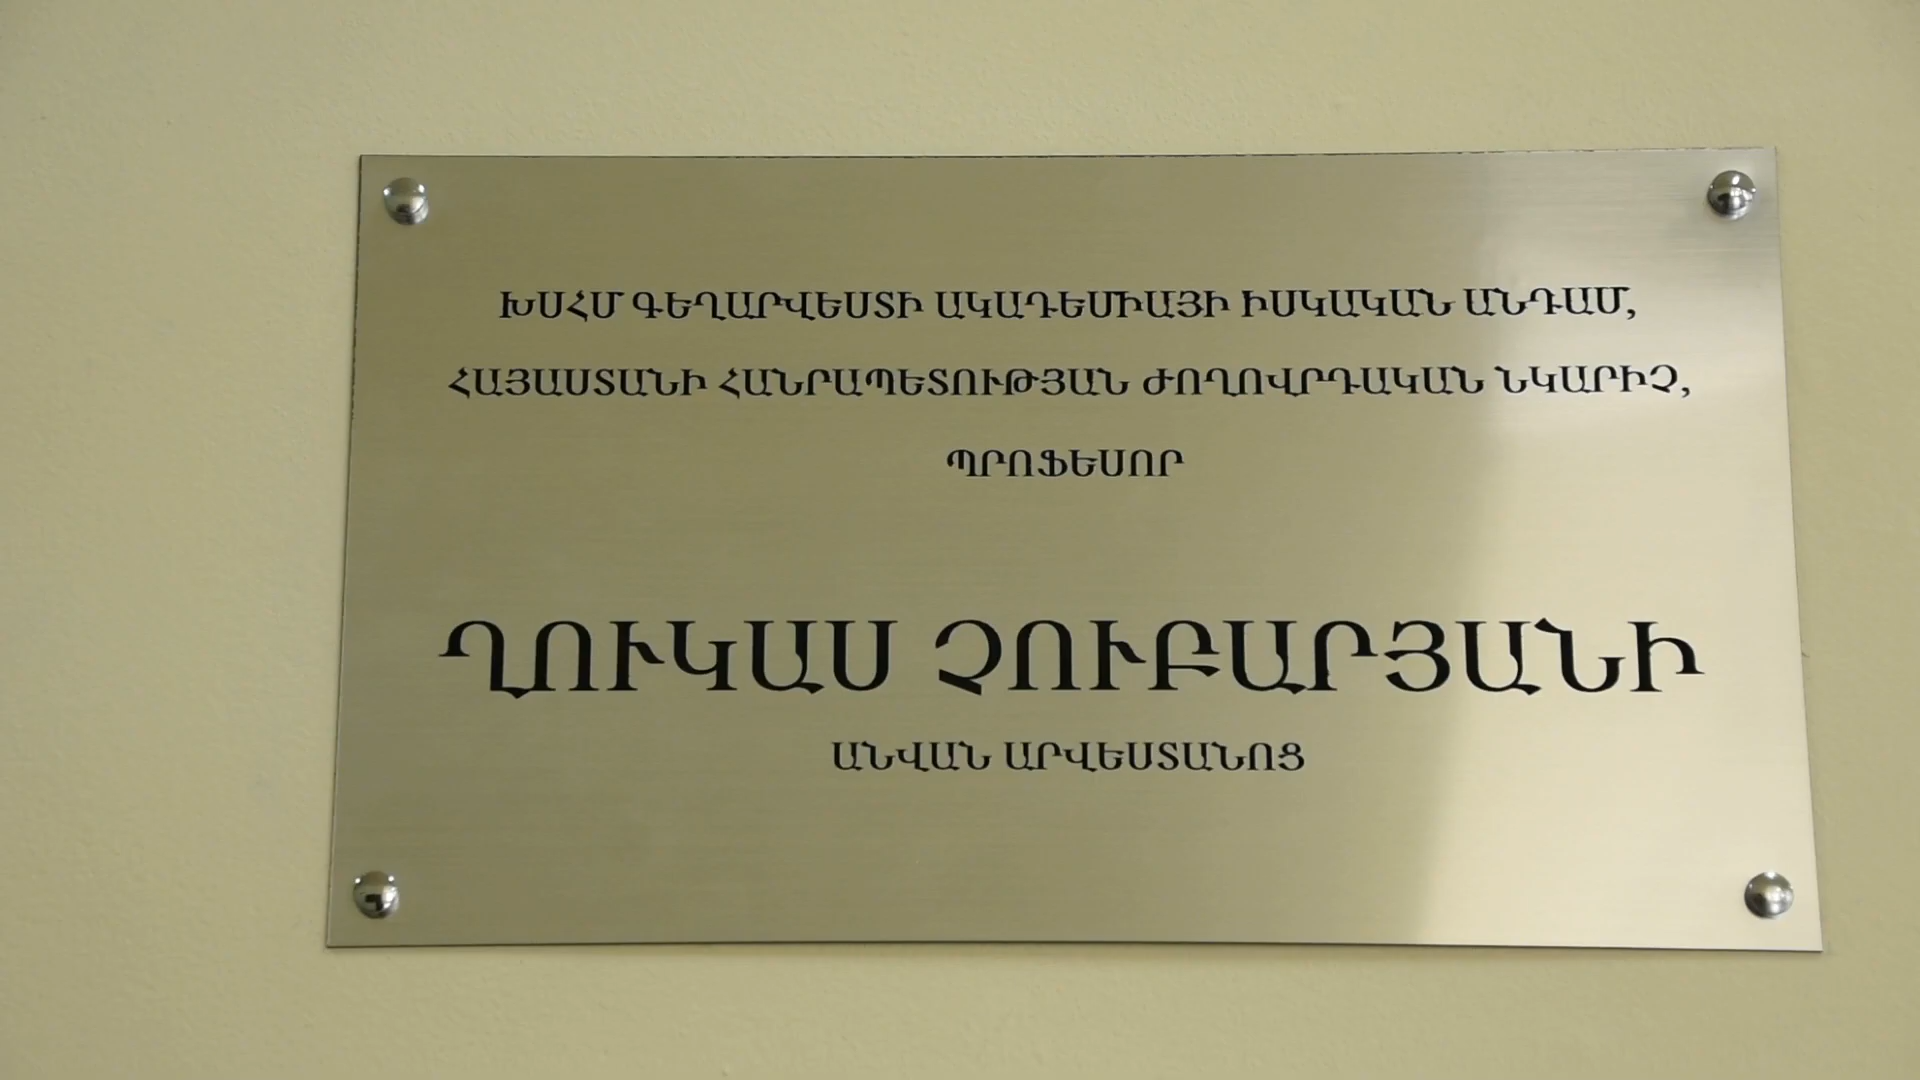 ԽՍՀՄ ԳԵՂԱՐՎԵՍՏԻ ԱԿԱԴԵՄԻԱՅԻ ԻՍԿԱԿԱՆ ԱՆԴԱՄ,
ՀԱՅԱՍՏԱՆԻ ՀԱՆՐԱՊԵՏՈՒԹՅԱՆ ԺՈՂՈՎՐԴԱԿԱՆ ՆԿԱՐԻՉ,
ՊՐՈՖԵՍՈՐ
ՂՈՒԿԱՍ ՉՈՒԲԱՐՅԱՆԻ
ԱՆՎԱՆ ԱՐՎԵՍՏԱՆՈՑ